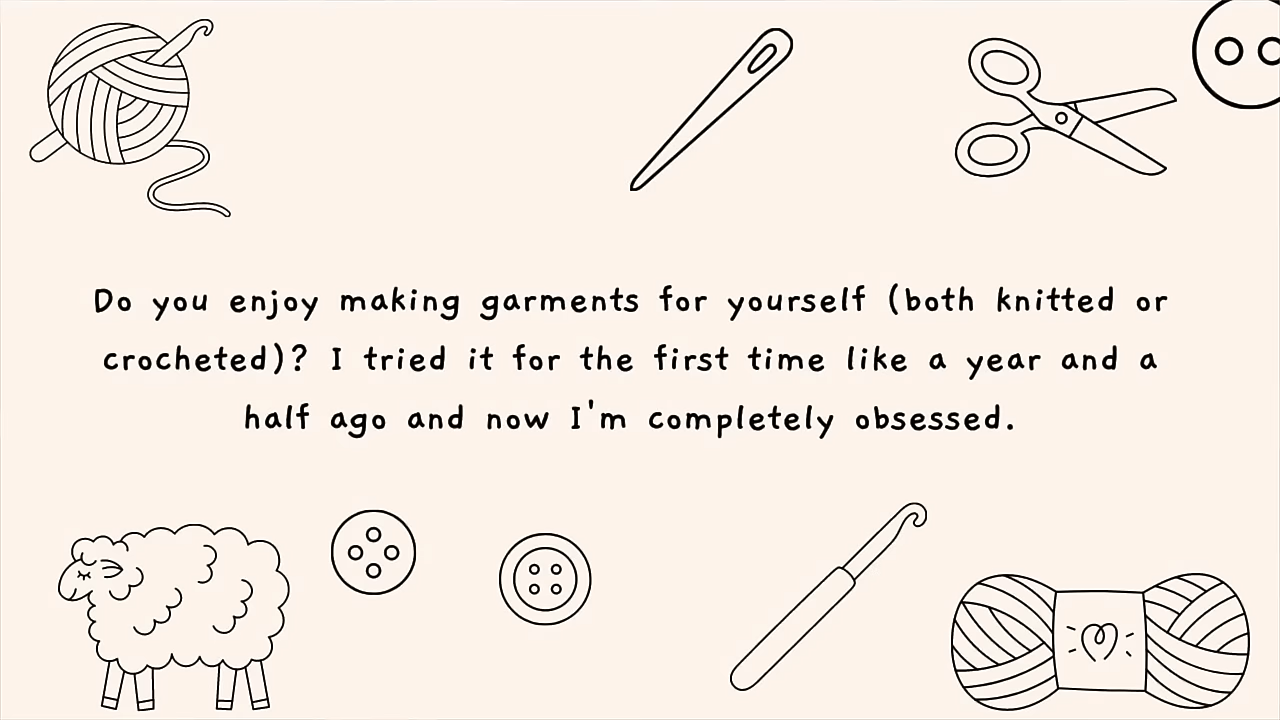 Do you enjoy making garments for yourself (both knitted or
crocheted)? I tried it for the first time like a year and a
half ago and now I'm completely obsessed.